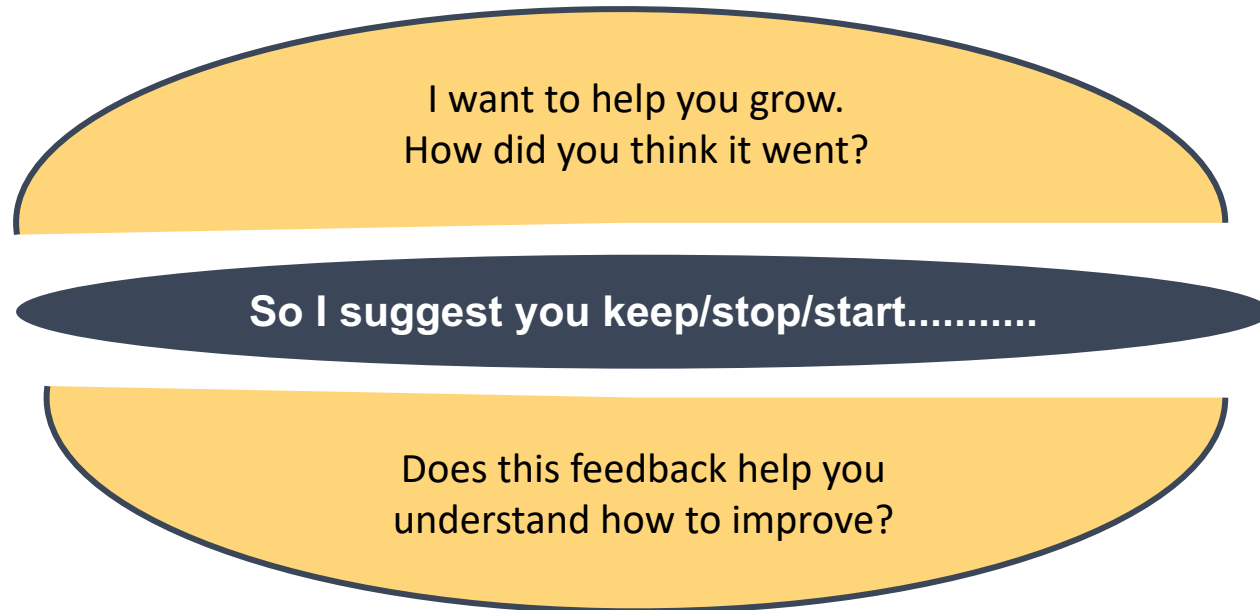 I want to help you grow.
How did you think it went?
So I suggest you keep/stop/start...........
Does this feedback help you
understand how to improve?